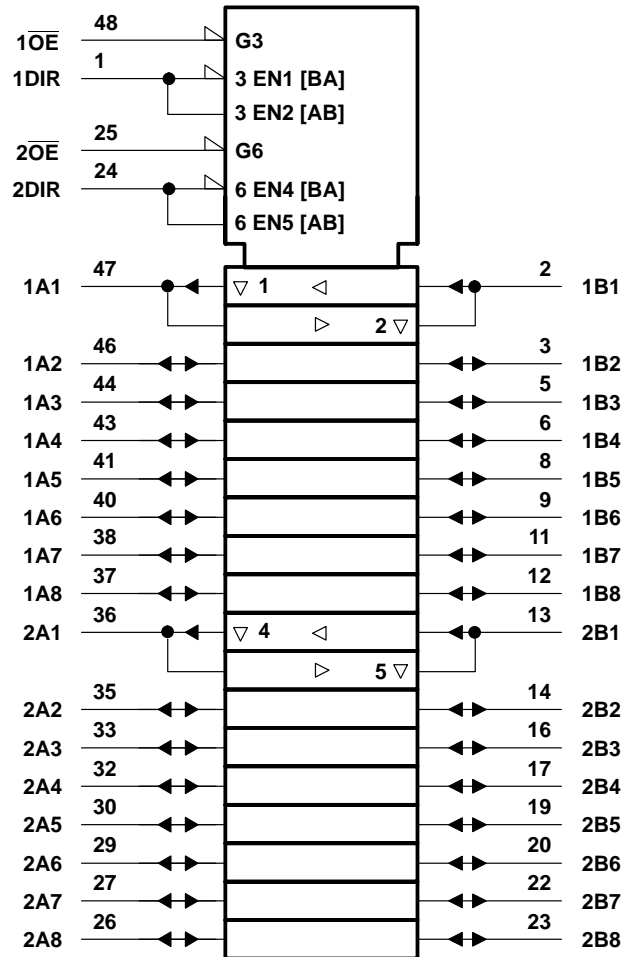 1OE 48 G3
1DIR 1 3 EN1 [BA]
3 EN2 [AB]
2OE 25 G6
2DIR 24 6 EN4 [BA]
6 EN5 [AB]
1A1 47 1 2 1B1
2
1A2 46 3 1B2
1A3 44 5 1B3
1A4 43 6 1B4
1A5 41 8 1B5
1A6 40 9 1B6
1A7 38 11 1B7
1A8 37 12 1B8
2A1 36 4 13 2B1
5
2A2 35 14 2B2
2A3 33 16 2B3
2A4 32 17 2B4
2A5 30 19 2B5
2A6 29 20 2B6
2A7 27 22 2B7
2A8 26 23 2B8